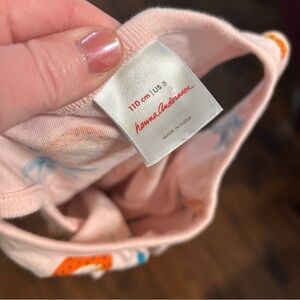 110 cm | US 5
hanna andersson
MADE IN INDIA